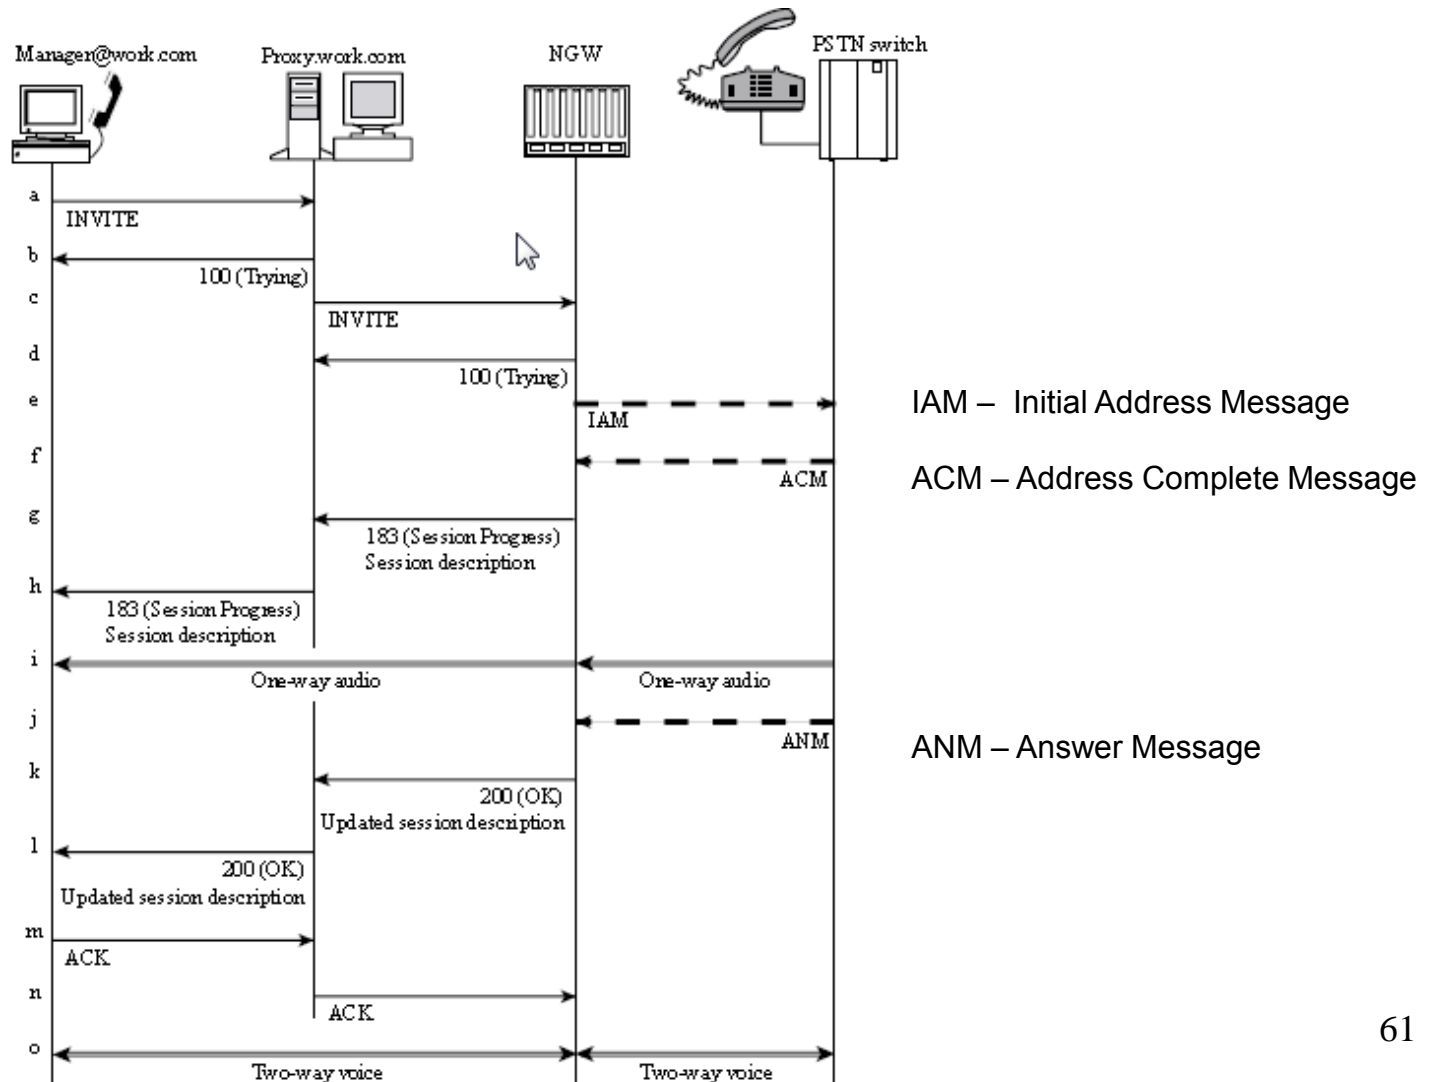 Manager@work.com
Proxy.work.com
NGW
PSTN switch
a
INVITE
b
100 (Trying)
c
INVITE
d
100 (Trying)
e
IAM
IAM – Initial Address Message
f
ACM
ACM – Address Complete Message
g
183 (Session Progress)
Session description
h
183 (Session Progress)
Session description
i
One-way audio
One-way audio
j
ANM
ANM – Answer Message
k
200 (OK)
Updated session description
l
200 (OK)
Updated session description
m
ACK
n
ACK
o
Two-way voice
Two-way voice
61